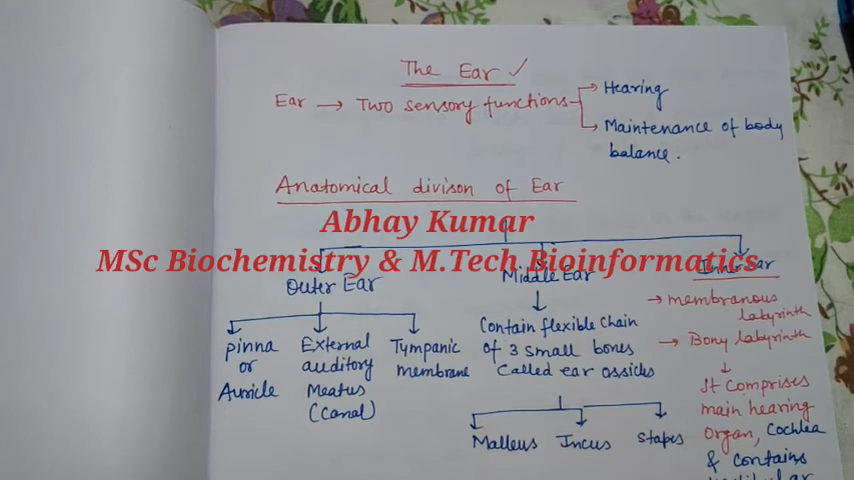 The Ear ✓
Ear → Two sensory functions
→ Hearing
→ Maintenance of body
balance.
Anatomical divison of Ear
Abhay Kumar
MSc Biochemistry & M.Tech Bioinformatics
Outer Ear
Middle Ear
Inner Ear
pinna
or
Auricle
External
auditory
Meatus
(canal)
Tympanic
membrane
Contain flexible Chain
of 3 small bones
Called ear ossicls
Malleus Incus Stapes
→ membranous
labyrinth
→ Bony labyrinth
It Comprises
main hearing
Organ, Cochlea
& Contains